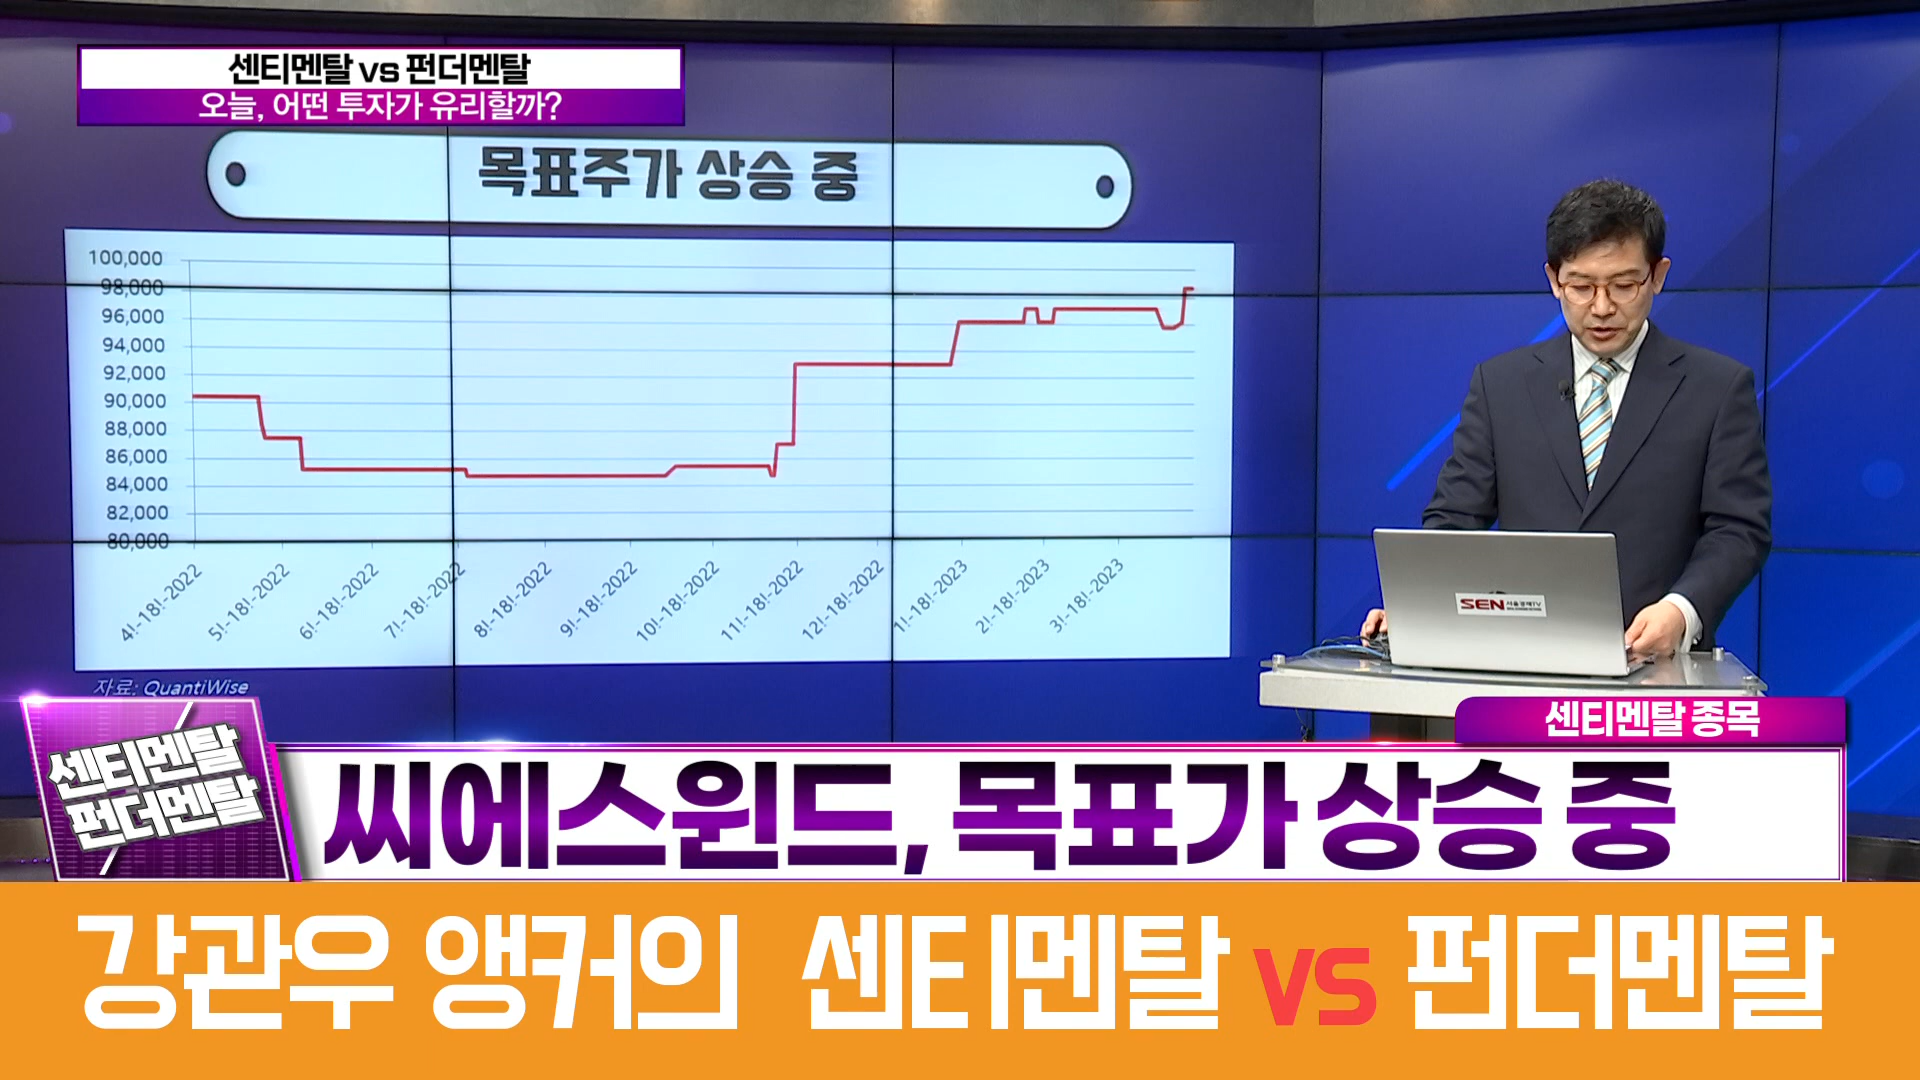 센티멘탈 vs 펀더멘탈
오늘, 어떤 투자가 유리할까?
목표주가 상승 중
100,000
98,000
96,000
94,000
92,000
90,000
88,000
86,000
84,000
82,000
80,000
4!-18!-2022
5!-18!-2022
6!-18!-2022
7!-18!-2022
8!-18!-2022
9!-18!-2022
10!-18!-2022
11!-18!-2022
12!-18!-2022
1!-18!-2023
2!-18!-2023
3!-18!-2023
자료: QuantiWise
SEN 서울경제TV
센티멘탈 종목
센티멘탈
펀더멘탈
씨에스윈드, 목표가 상승 중
강관우 앵커의 센티멘탈 vs 펀더멘탈